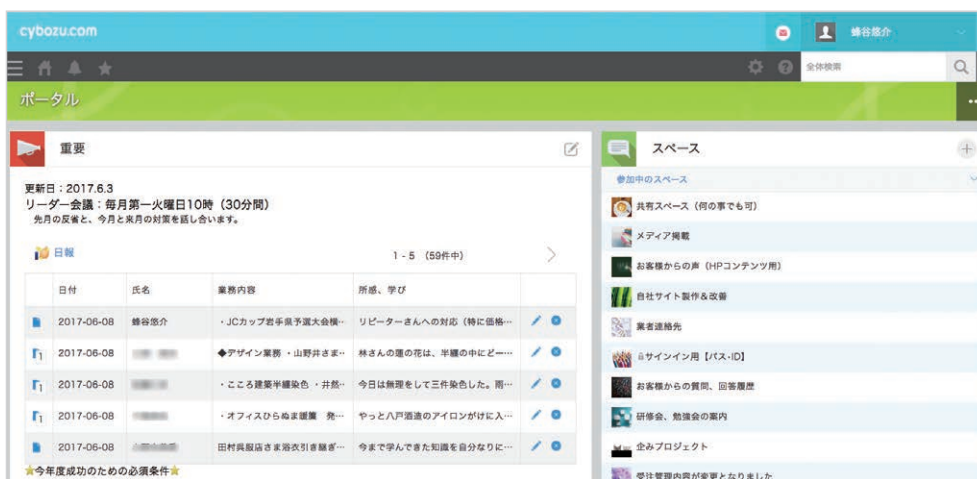 cybozu.com
蜂谷悠介
全体検索
ポータル
重要
更新日：2017.6.3
リーダー会議：毎月第一火曜日10時（30分間）
先月の反省と、今月と来月の対策を話し合います。
日報
1 - 5 （59件中）
日付 氏名 業務内容 所感、学び
2017-06-08 蜂谷悠介 ・JCカップ岩手県予選大会横… リピーターさんへの対応（特に価格…
2017-06-08 ◆デザイン業務 ・山野井さま… 林さんの蓮の花は、半纏の中にどー…
2017-06-08 ・こころ建築半纏染色 ・井然… 今日は無理をして三件染色した。雨…
2017-06-08 ・オフィスひらぬま暖簾 発… やっと八戸酒造のアイロンがけに入…
2017-06-08 田村呉服店さま浴衣引き継ぎ… 今まで学んできた知識を自分なりに…
★今年度成功のための必須条件★
スペース
参加中のスペース
共有スペース（何の事でも可）
メディア掲載
お客様からの声（HPコンテンツ用）
自社サイト製作＆改善
業者連絡先
サインイン用【パス・ID】
お客様からの質問、回答履歴
研修会、勉強会の案内
企みプロジェクト
受注管理内容が変更となりました